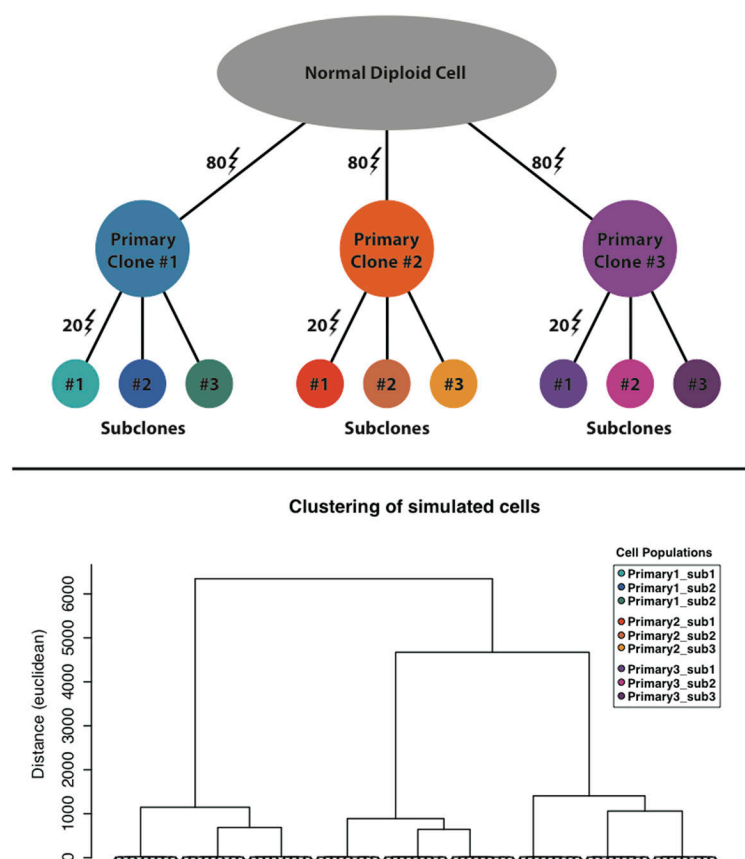 Normal Diploid Cell
80 80 80
Primary Clone #1
Primary Clone #2
Primary Clone #3
20 20 20
#1 #2 #3 #1 #2 #3 #1 #2 #3
Subclones Subclones Subclones
Clustering of simulated cells
Cell Populations
Primary1_sub1
Primary1_sub2
Primary1_sub2
Primary2_sub1
Primary2_sub2
Primary2_sub3
Primary3_sub1
Primary3_sub2
Primary3_sub3
Distance (euclidean)
6000
5000
4000
3000
2000
1000
0